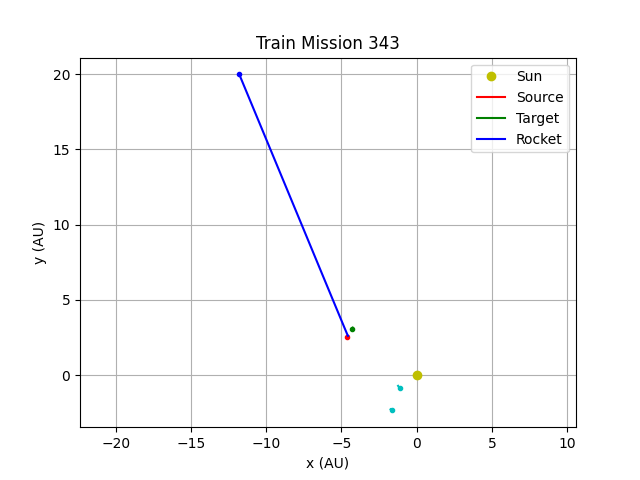 Train Mission 343
Sun
Source
Target
Rocket
20
15
10
5
0
y (AU)
−20
−15
−10
−5
0
5
10
x (AU)